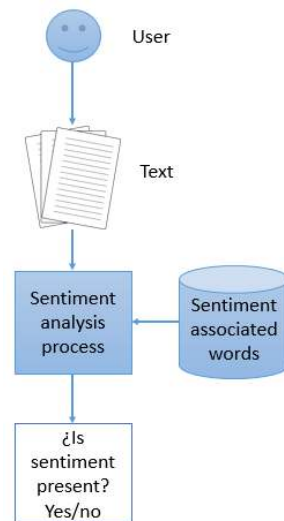 User
Text
Sentiment
analysis
process
Sentiment
associated
words
¿Is
sentiment
present?
Yes/no